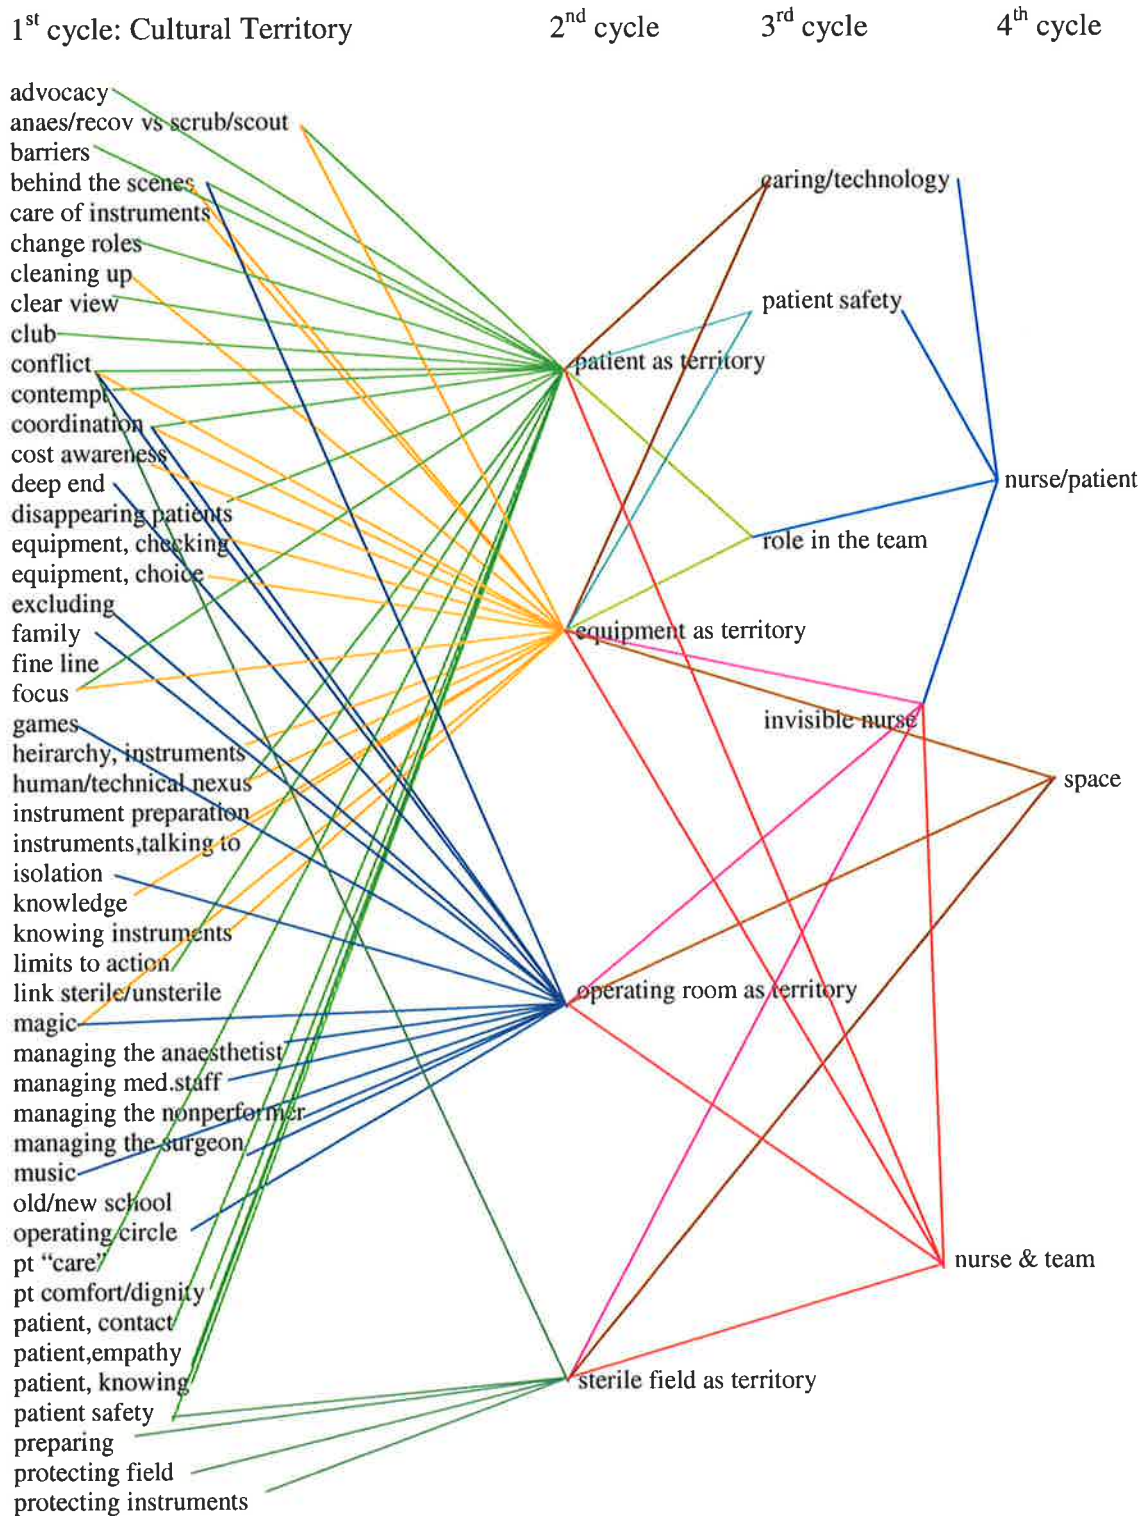 1st cycle: Cultural Territory
2nd cycle
3rd cycle
4th cycle
advocacy
anaes/recov vs scrub/scout
barriers
behind the scenes
care of instruments
change roles
cleaning up
clear view
club
conflict
contempt
coordination
cost awareness
deep end
disappearing patients
equipment, checking
equipment, choice
excluding
family
fine line
focus
games
heirarchy, instruments
human/technical nexus
instrument preparation
instruments,talking to
isolation
knowledge
knowing instruments
limits to action
link sterile/unsterile
magic
managing the anaesthetist
managing med.staff
managing the nonperformer
managing the surgeon
music
old/new school
operating circle
pt “care”
pt comfort/dignity
patient, contact
patient,empathy
patient, knowing
patient safety
preparing
protecting field
protecting instruments
patient as territory
equipment as territory
operating room as territory
sterile field as territory
caring/technology
patient safety
role in the team
invisible nurse
nurse/patient
space
nurse & team